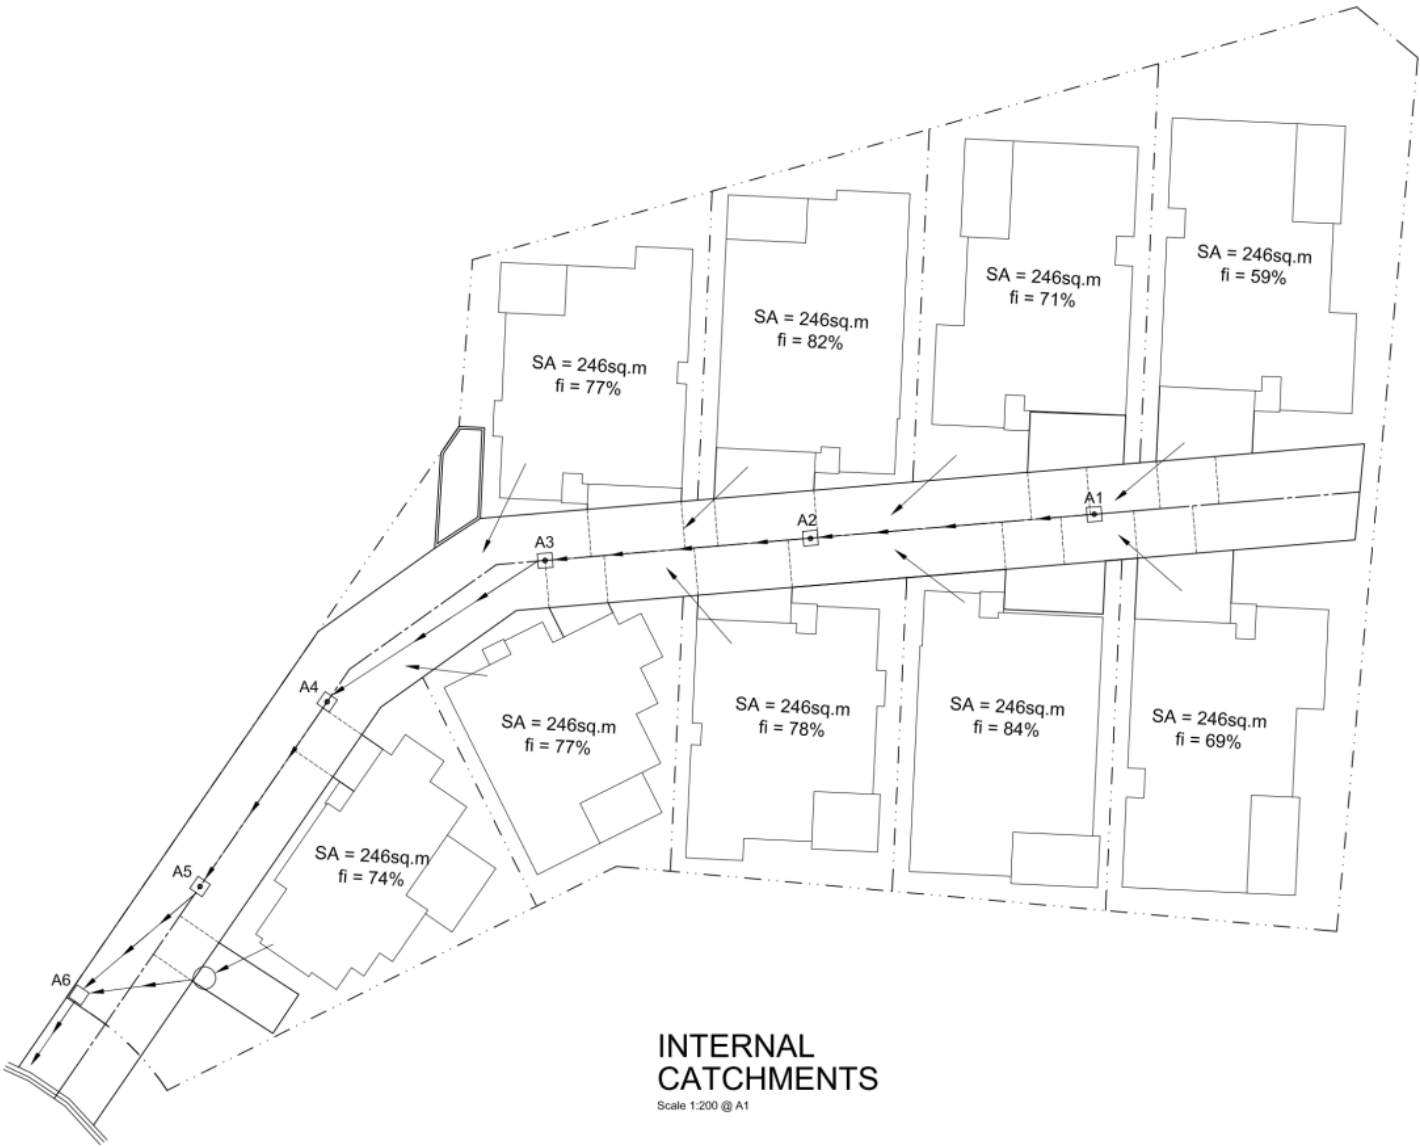 SA = 246sq.m
fi = 59%
SA = 246sq.m
fi = 71%
SA = 246sq.m
fi = 82%
SA = 246sq.m
fi = 77%
A1
A2
A3
A4
SA = 246sq.m
fi = 77%
SA = 246sq.m
fi = 78%
SA = 246sq.m
fi = 84%
SA = 246sq.m
fi = 69%
SA = 246sq.m
fi = 74%
A5
A6
INTERNAL
CATCHMENTS
Scale 1:200 @ A1